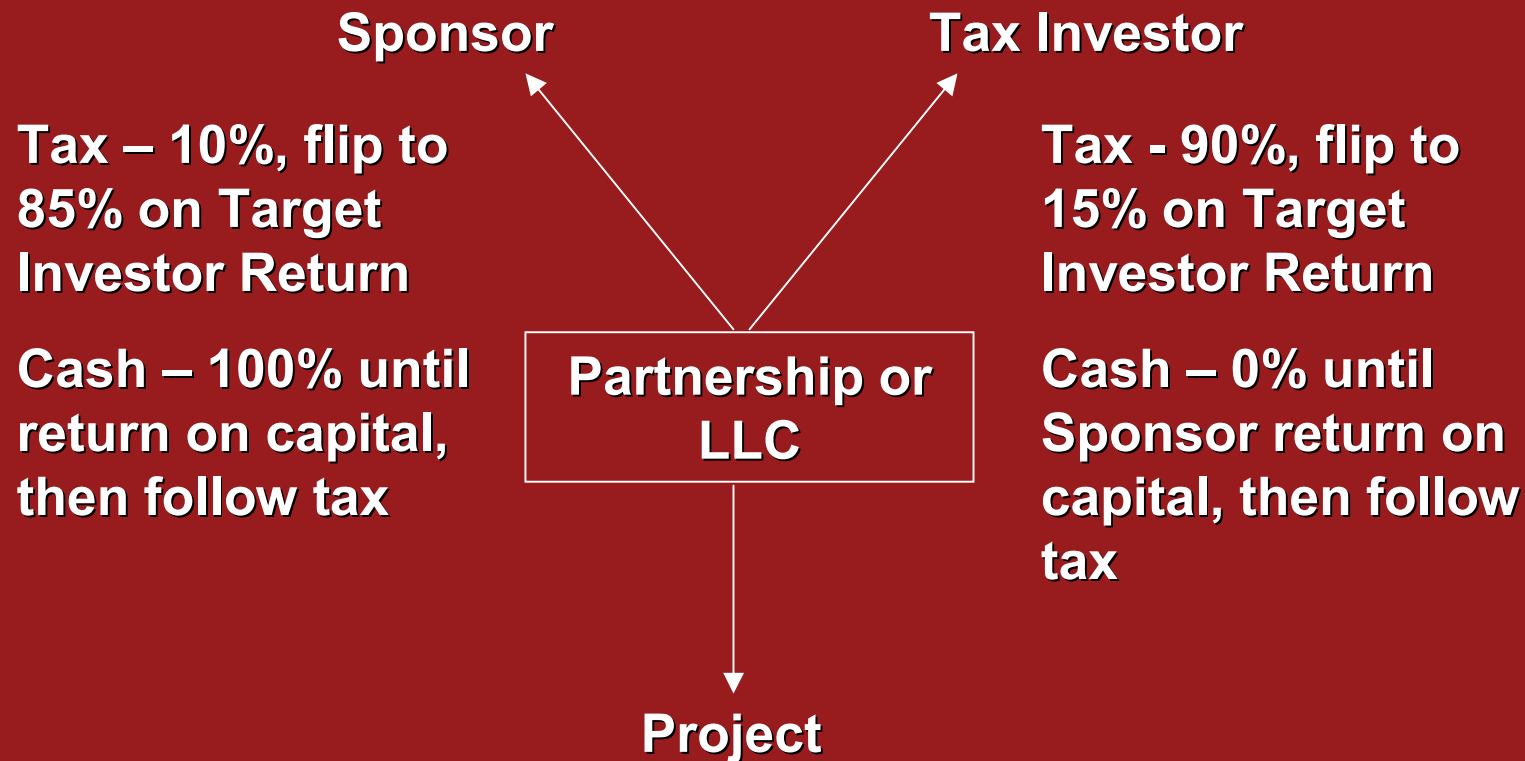 Sponsor
Tax Investor
Tax – 10%, flip to
85% on Target
Investor Return
Cash – 100% until
return on capital,
then follow tax
Partnership or
LLC
Tax - 90%, flip to
15% on Target
Investor Return
Cash – 0% until
Sponsor return on
capital, then follow
tax
Project